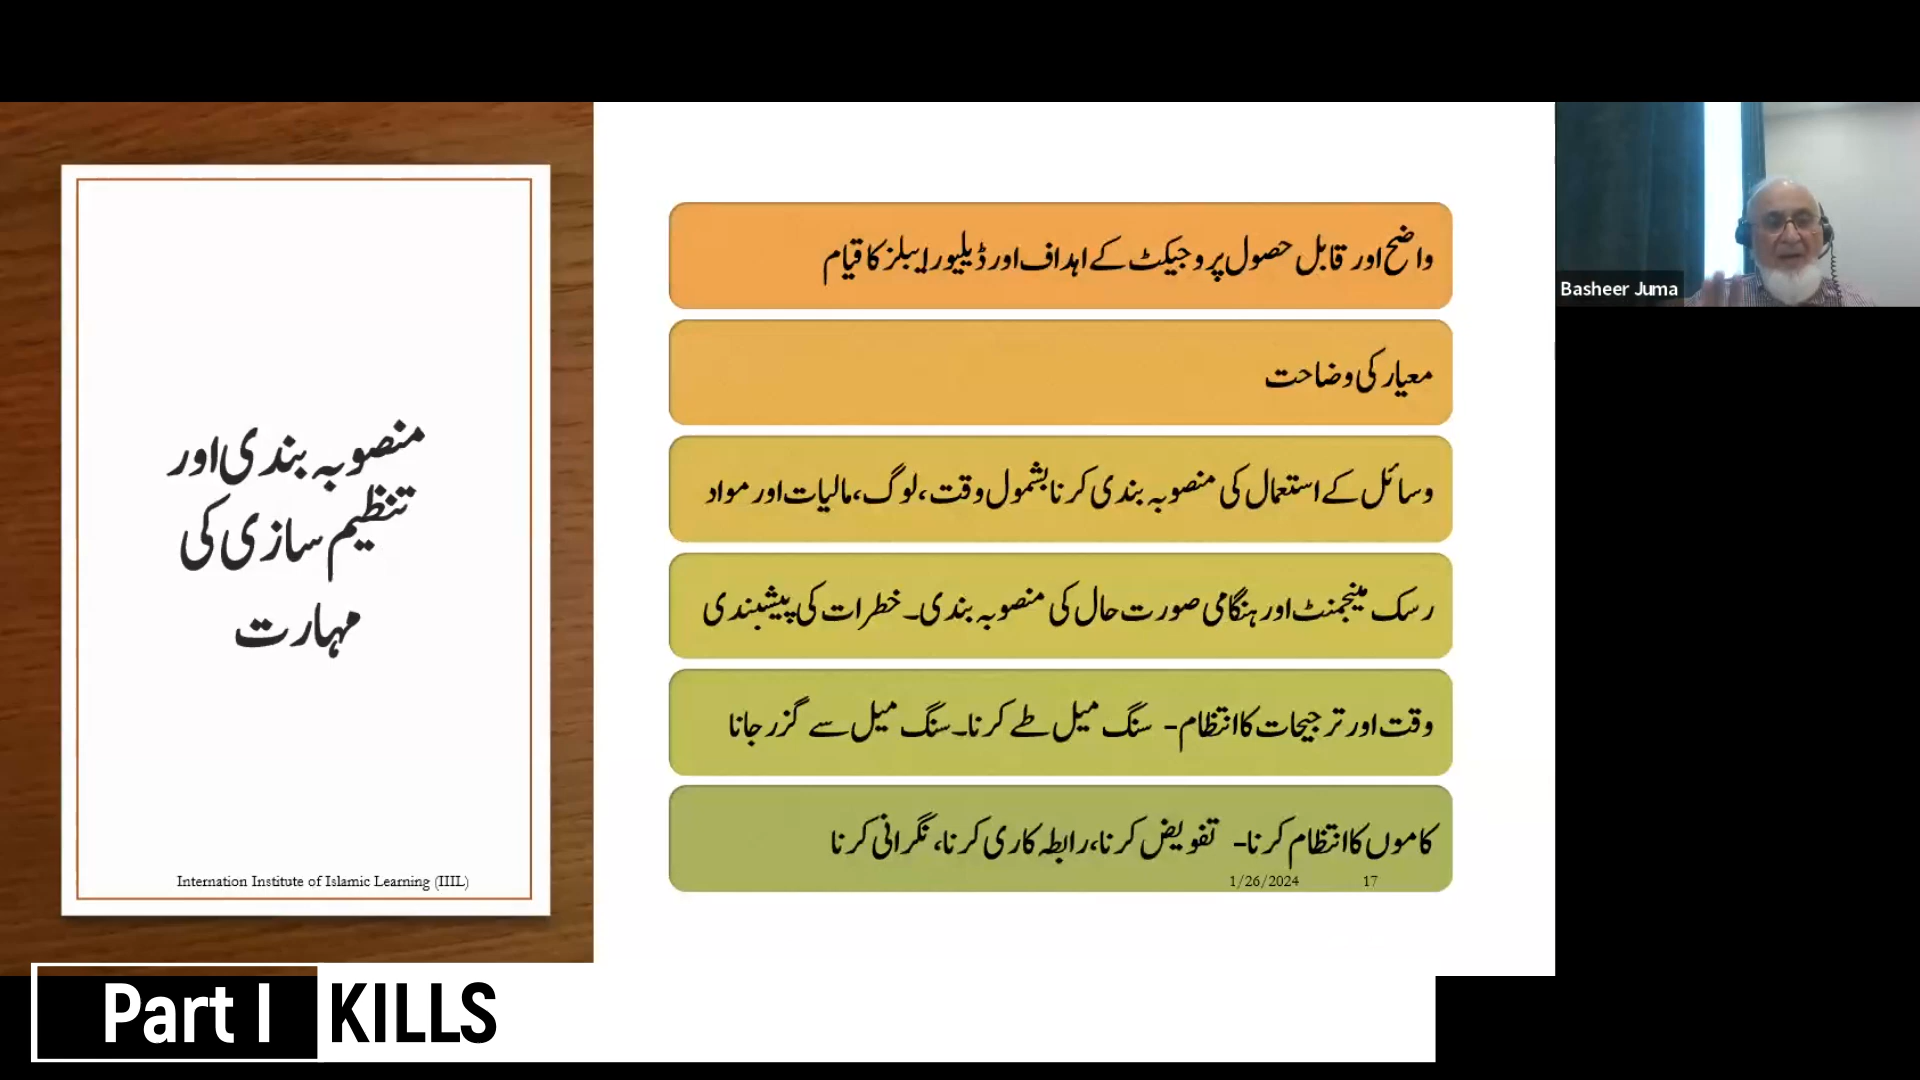 منصوبہ بندی اور
تنظیم سازی کی
مہارت
Internation Institute of Islamic Learning (IIIL)
واضح اور قابل حصول پروجیکٹ کے اہداف اور ڈیلیور ایبلز کا قیام
معیار کی وضاحت
وسائل کے استعمال کی منصوبہ بندی کرنا بشمول وقت، لوگ، مالیات اور مواد
رسک مینجمنٹ اور ہنگامی صورت حال کی منصوبہ بندی۔ خطرات کی پیشبندی
وقت اور ترجیحات کا انتظام- سنگ میل طے کرنا۔ سنگ میل سے گزر جانا
کاموں کا انتظام کرنا- تفویض کرنا، رابطہ کاری کرنا، نگرانی کرنا
1/26/2024 17
Basheer Juma
Part I KILLS